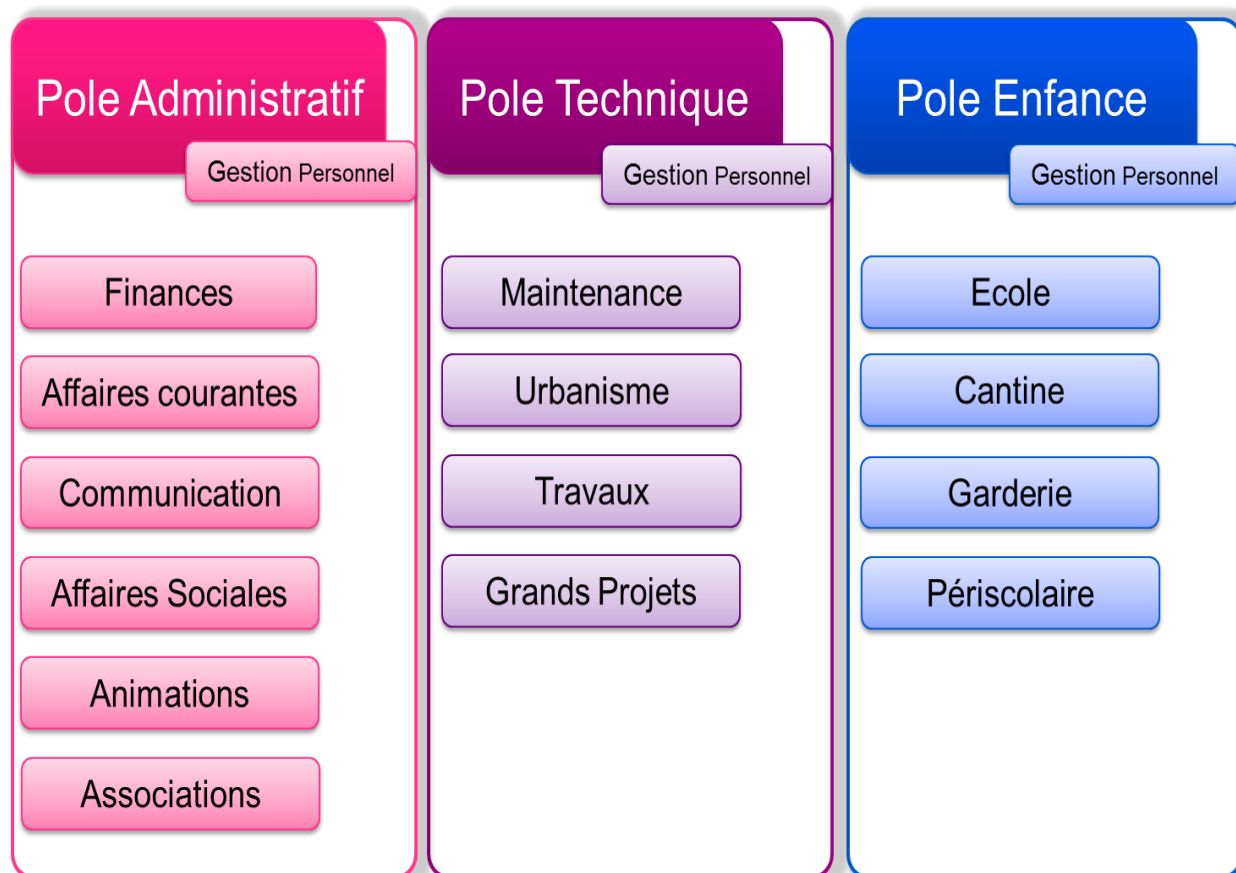 Pole Administratif
Gestion Personnel
Finances
Affaires courantes
Communication
Affaires Sociales
Animations
Associations
Pole Technique
Gestion Personnel
Maintenance
Urbanisme
Travaux
Grands Projets
Pole Enfance
Gestion Personnel
Ecole
Cantine
Garderie
Périscolaire